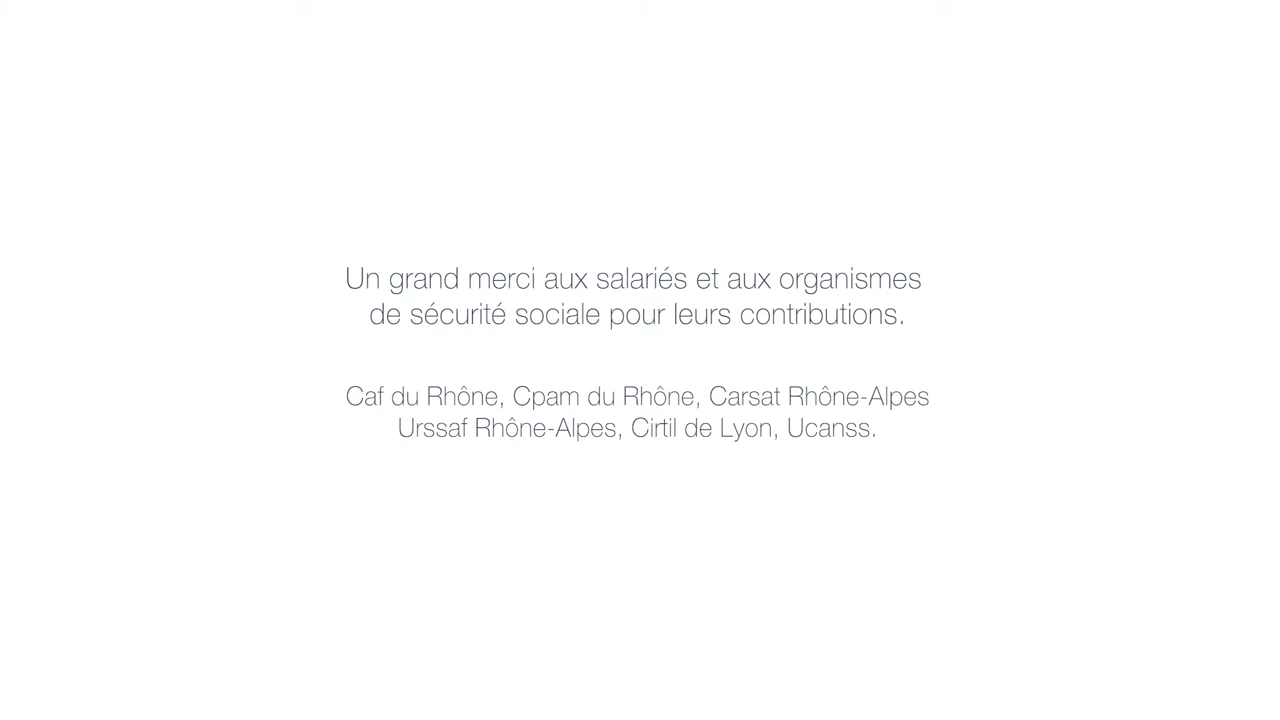 Un grand merci aux salariés et aux organismes
de sécurité sociale pour leurs contributions.
Caf du Rhône, Cpam du Rhône, Carsat Rhône-Alpes
Urssaf Rhône-Alpes, Cirtil de Lyon, Ucanss.